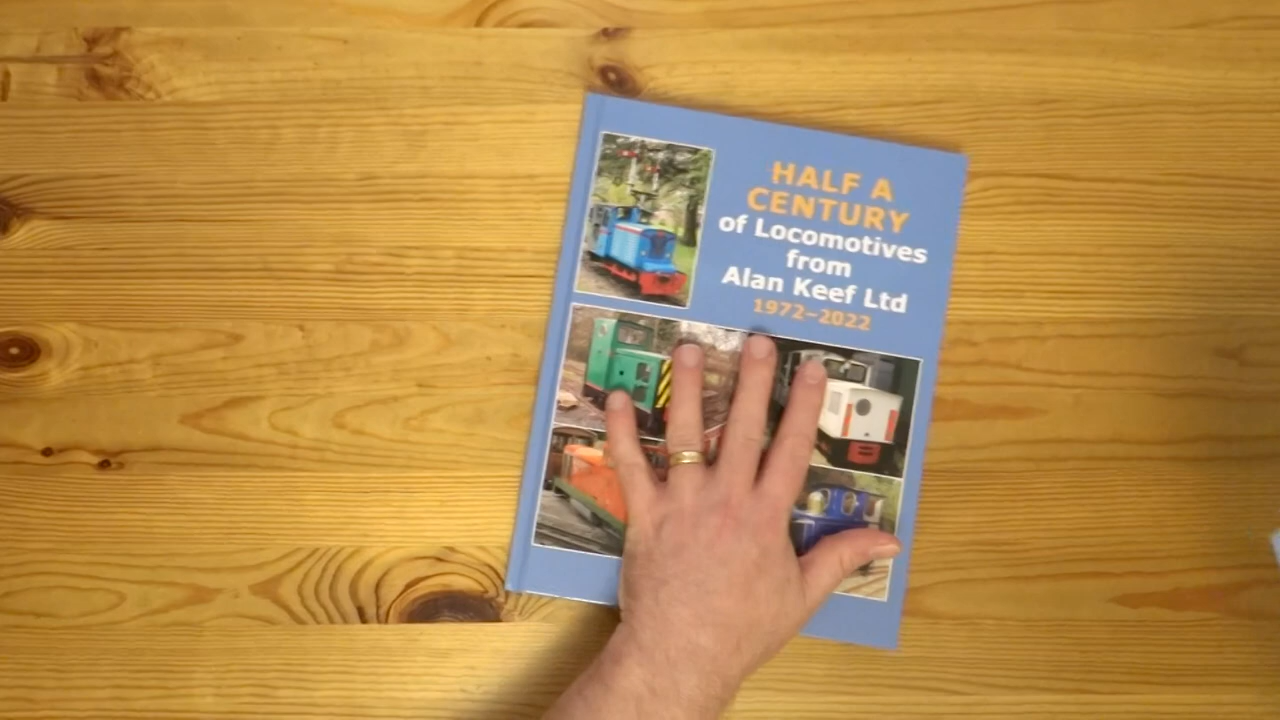 HALF A
CENTURY
of Locomotives
from
Alan Keef Ltd
1972–2022